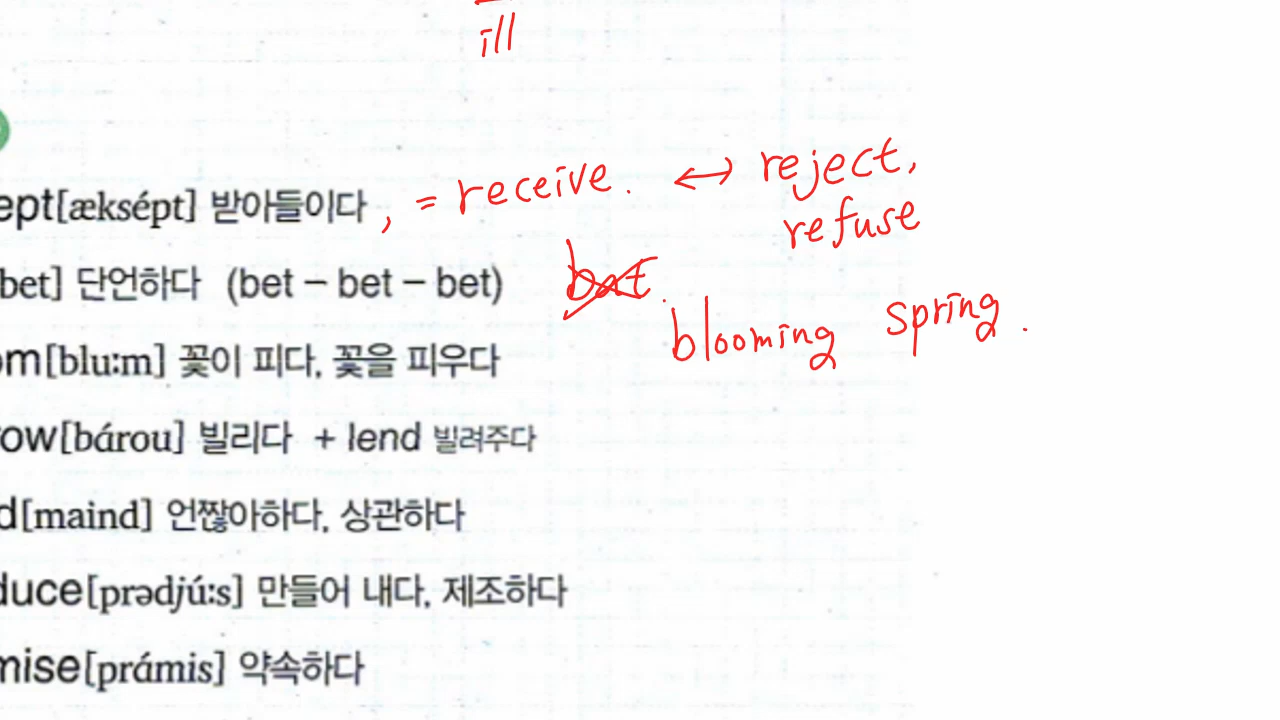 ill
ept[æksépt] 받아들이다 , = receive. ↔ reject,
refuse
bet] 단언하다 (bet – bet – bet)
blooming spring.
om[blu:m] 꽃이 피다, 꽃을 피우다
row[bárou] 빌리다 + lend 빌려주다
d[maind] 언짢아하다, 상관하다
duce[prədjú:s] 만들어 내다, 제조하다
mise[prámis] 약속하다